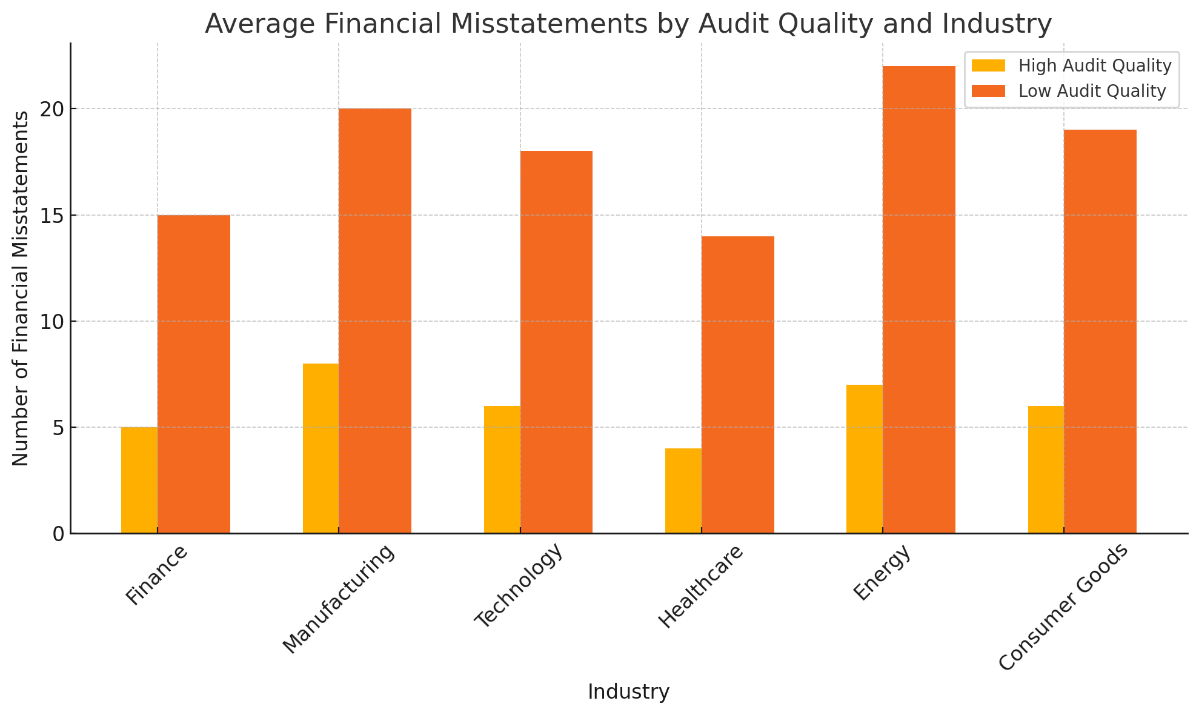 Average Financial Misstatements by Audit Quality and Industry
High Audit Quality
Low Audit Quality
Number of Financial Misstatements
20
15
10
5
0
Finance
Manufacturing
Technology
Healthcare
Energy
Consumer Goods
Industry